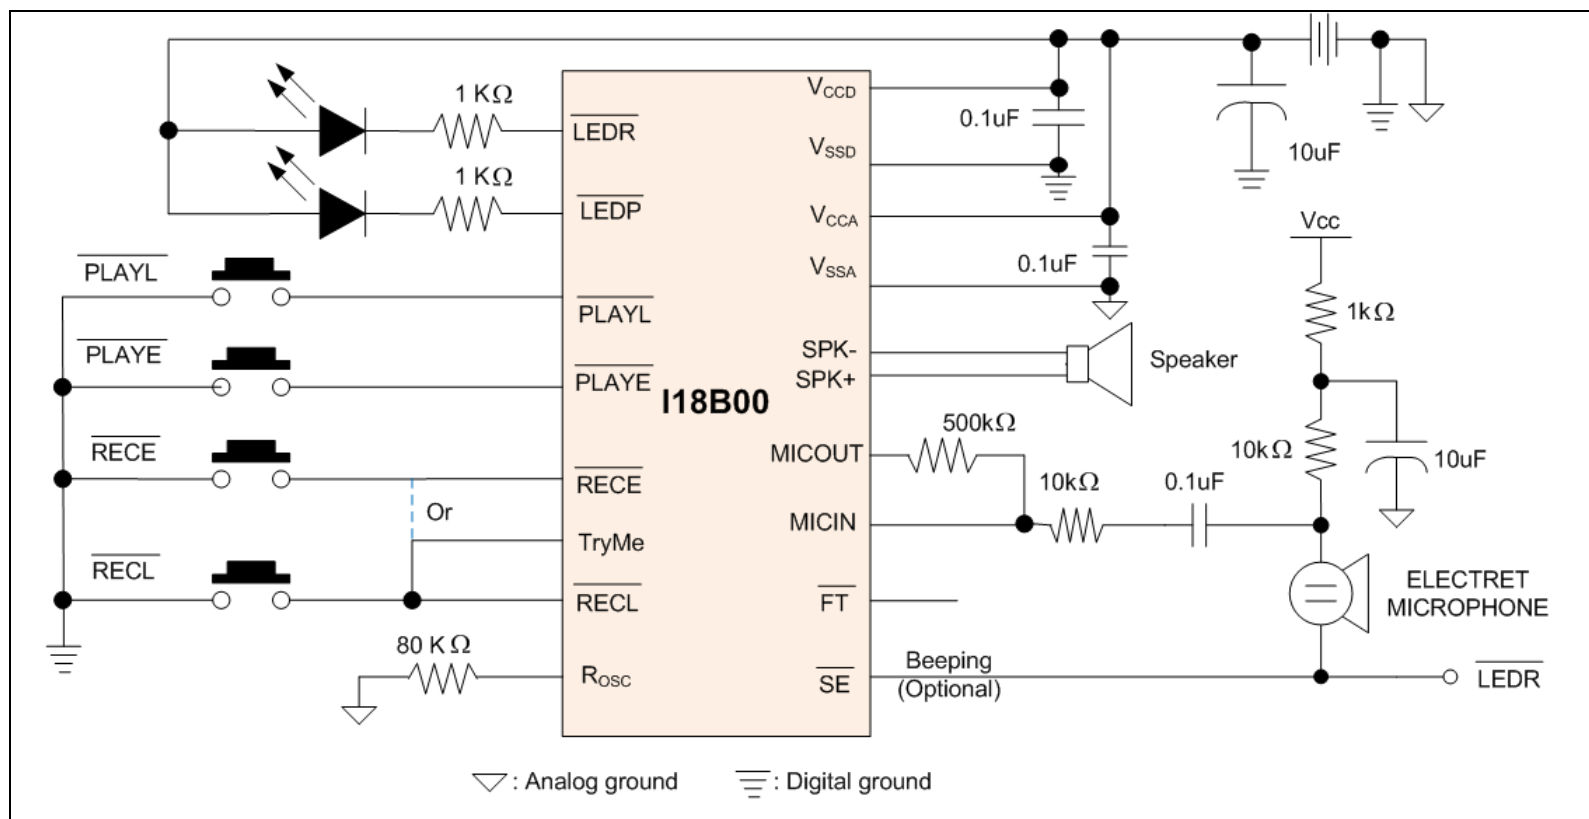 1 KΩ
LEDR
1 KΩ
LEDP
PLAYL
PLAYL
PLAYE
PLAYE
RECE
RECE
Or
TryMe
RECL
RECL
80 K Ω
ROSC
I18B00
VCCD
0.1uF
VSSD
10uF
VCCA
0.1uF
VSSA
SPK-
SPK+
Speaker
Vcc
1kΩ
500kΩ
MICOUT
10kΩ
10uF
10kΩ
0.1uF
MICIN
ELECTRET
MICROPHONE
FT
Beeping
(Optional)
SE
LEDR
: Analog ground
: Digital ground